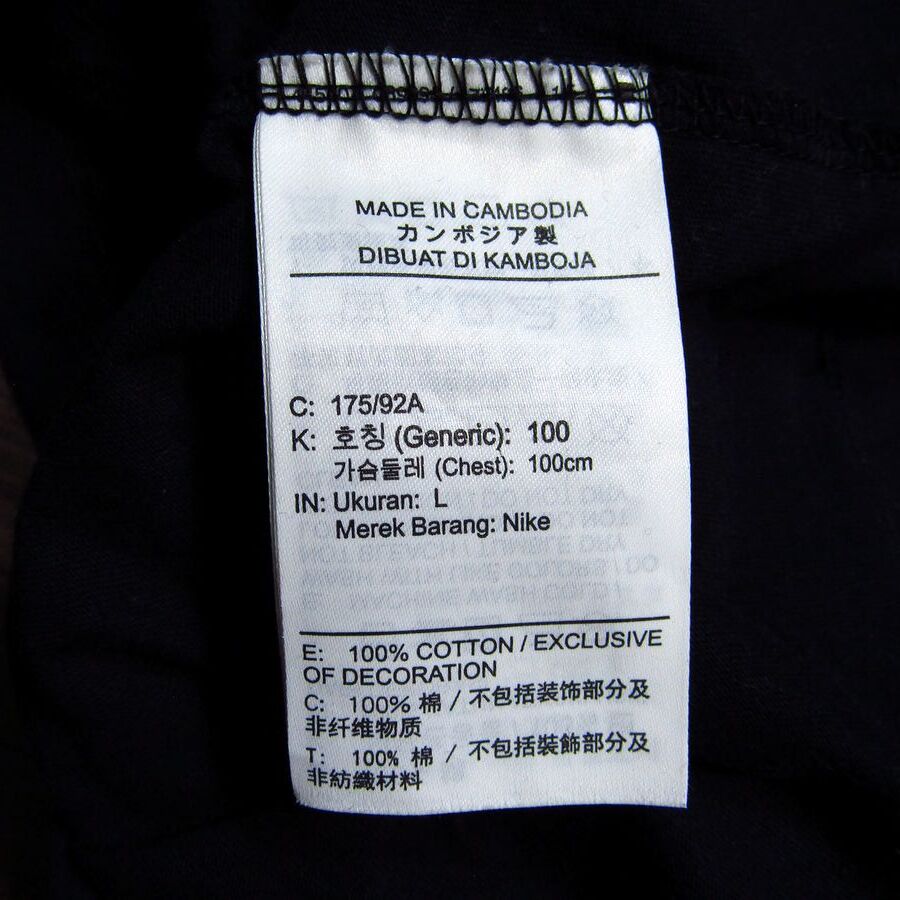 MADE IN CAMBODIA
カンボジア製
DIBUAT DI KAMBOJA
C: 175/92A
K: 호칭 (Generic): 100
가슴둘레 (Chest): 100cm
IN: Ukuran: L
Merek Barang: Nike
E: 100% COTTON / EXCLUSIVE
OF DECORATION
C: 100% 棉 / 不包括装饰部分及
非纤维物质
T: 100% 棉 / 不包括裝飾部分及
非紡織材料